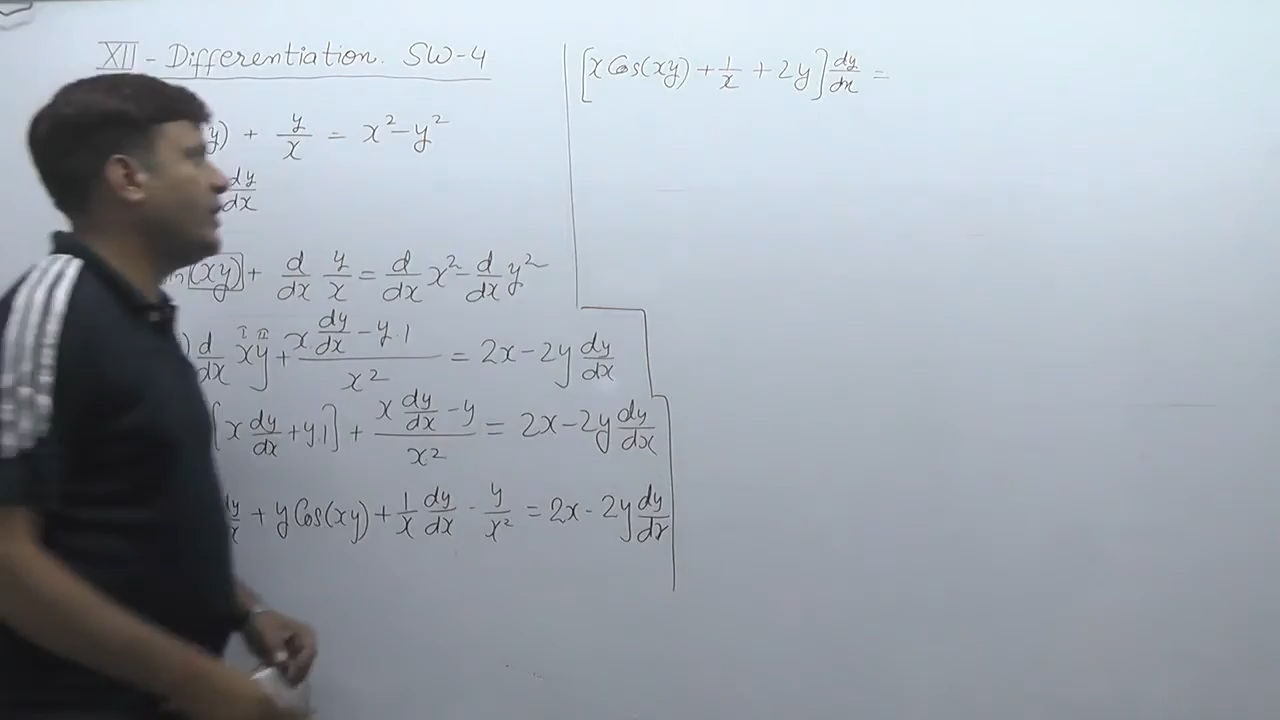 XII - Differentiation. SW-4
y) + y/x = x² - y²
dy/dx
(xy) + d/dx y/x = d/dx x² - d/dx y²
) d/dx xy + (x. dy/dx - y.1)/x² = 2x - 2y dy/dx
I II
[x dy/dx + y.1] + (x dy/dx - y)/x² = 2x - 2y dy/dx
+ y Cos(xy) + 1/x dy/dx - y/x² = 2x - 2y dy/dx
[x Cos(xy) + 1/x + 2y] dy/dx =